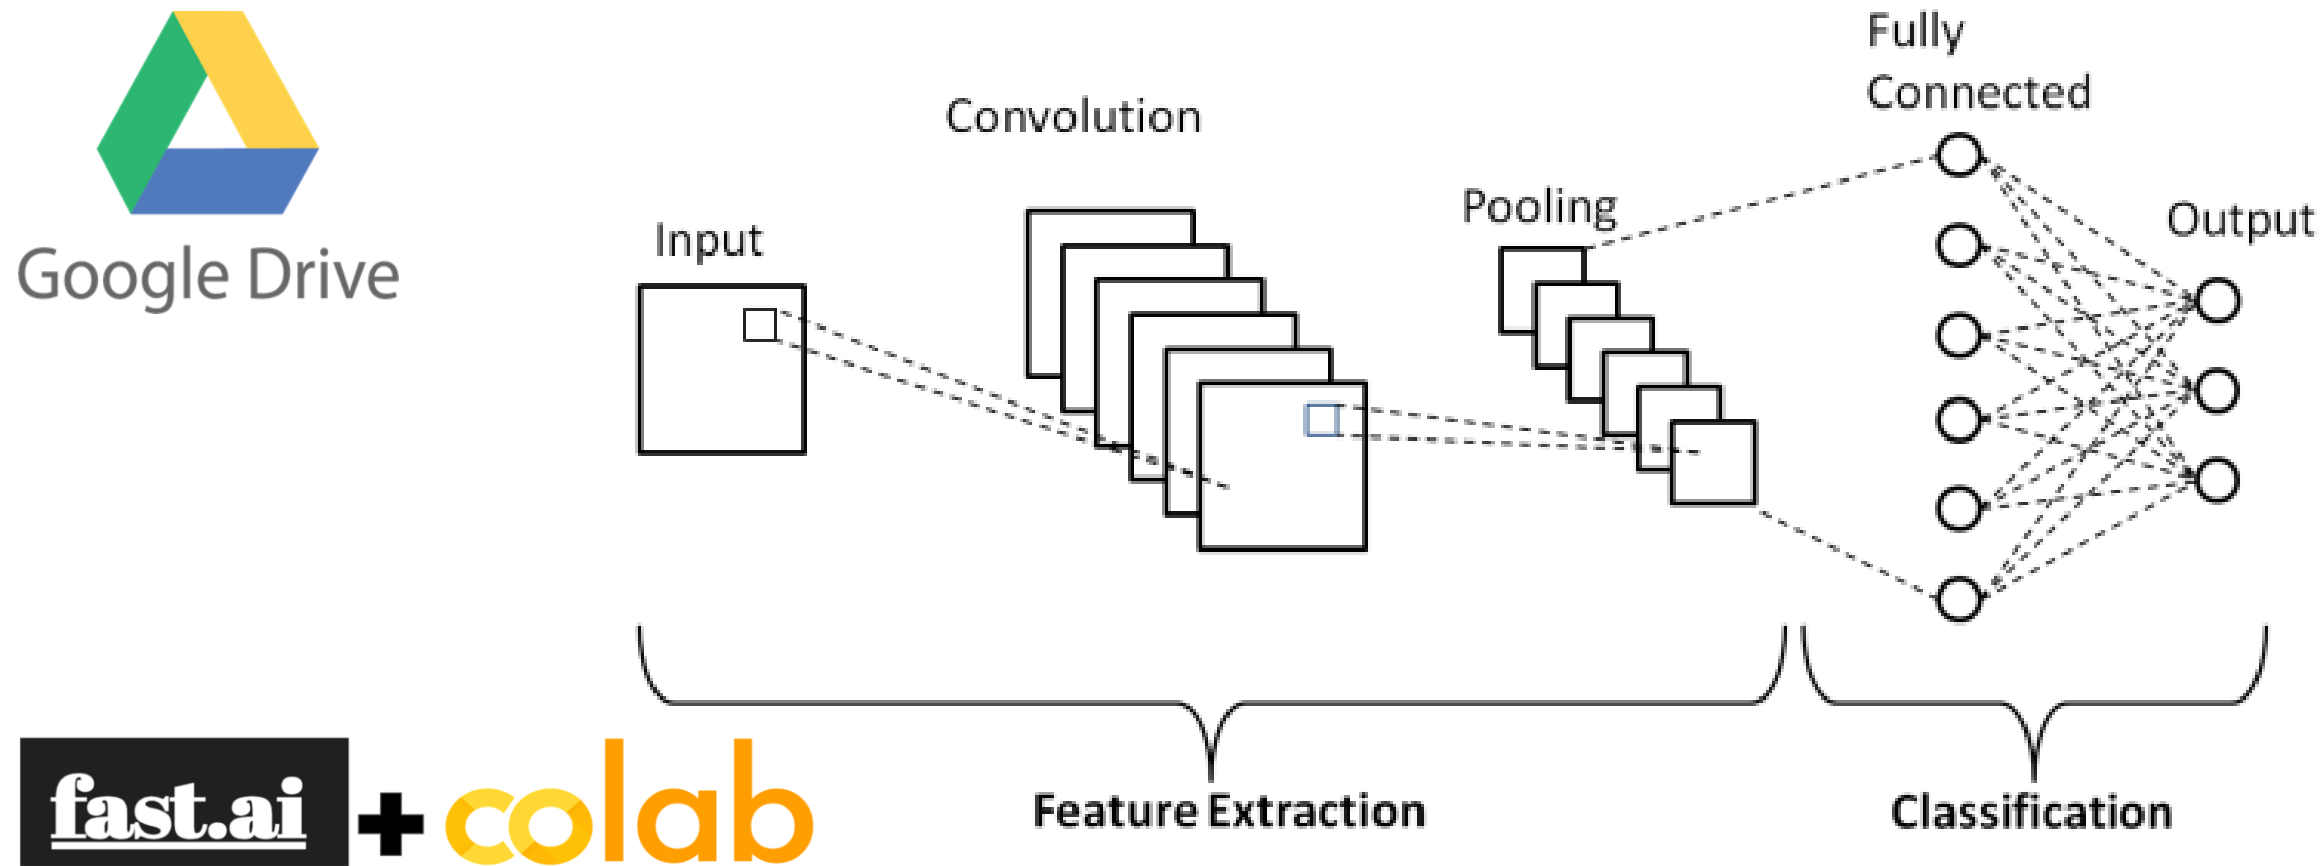 Google Drive
Input
Convolution
Pooling
Fully
Connected
Output
Feature Extraction
Classification
fast.ai + colab